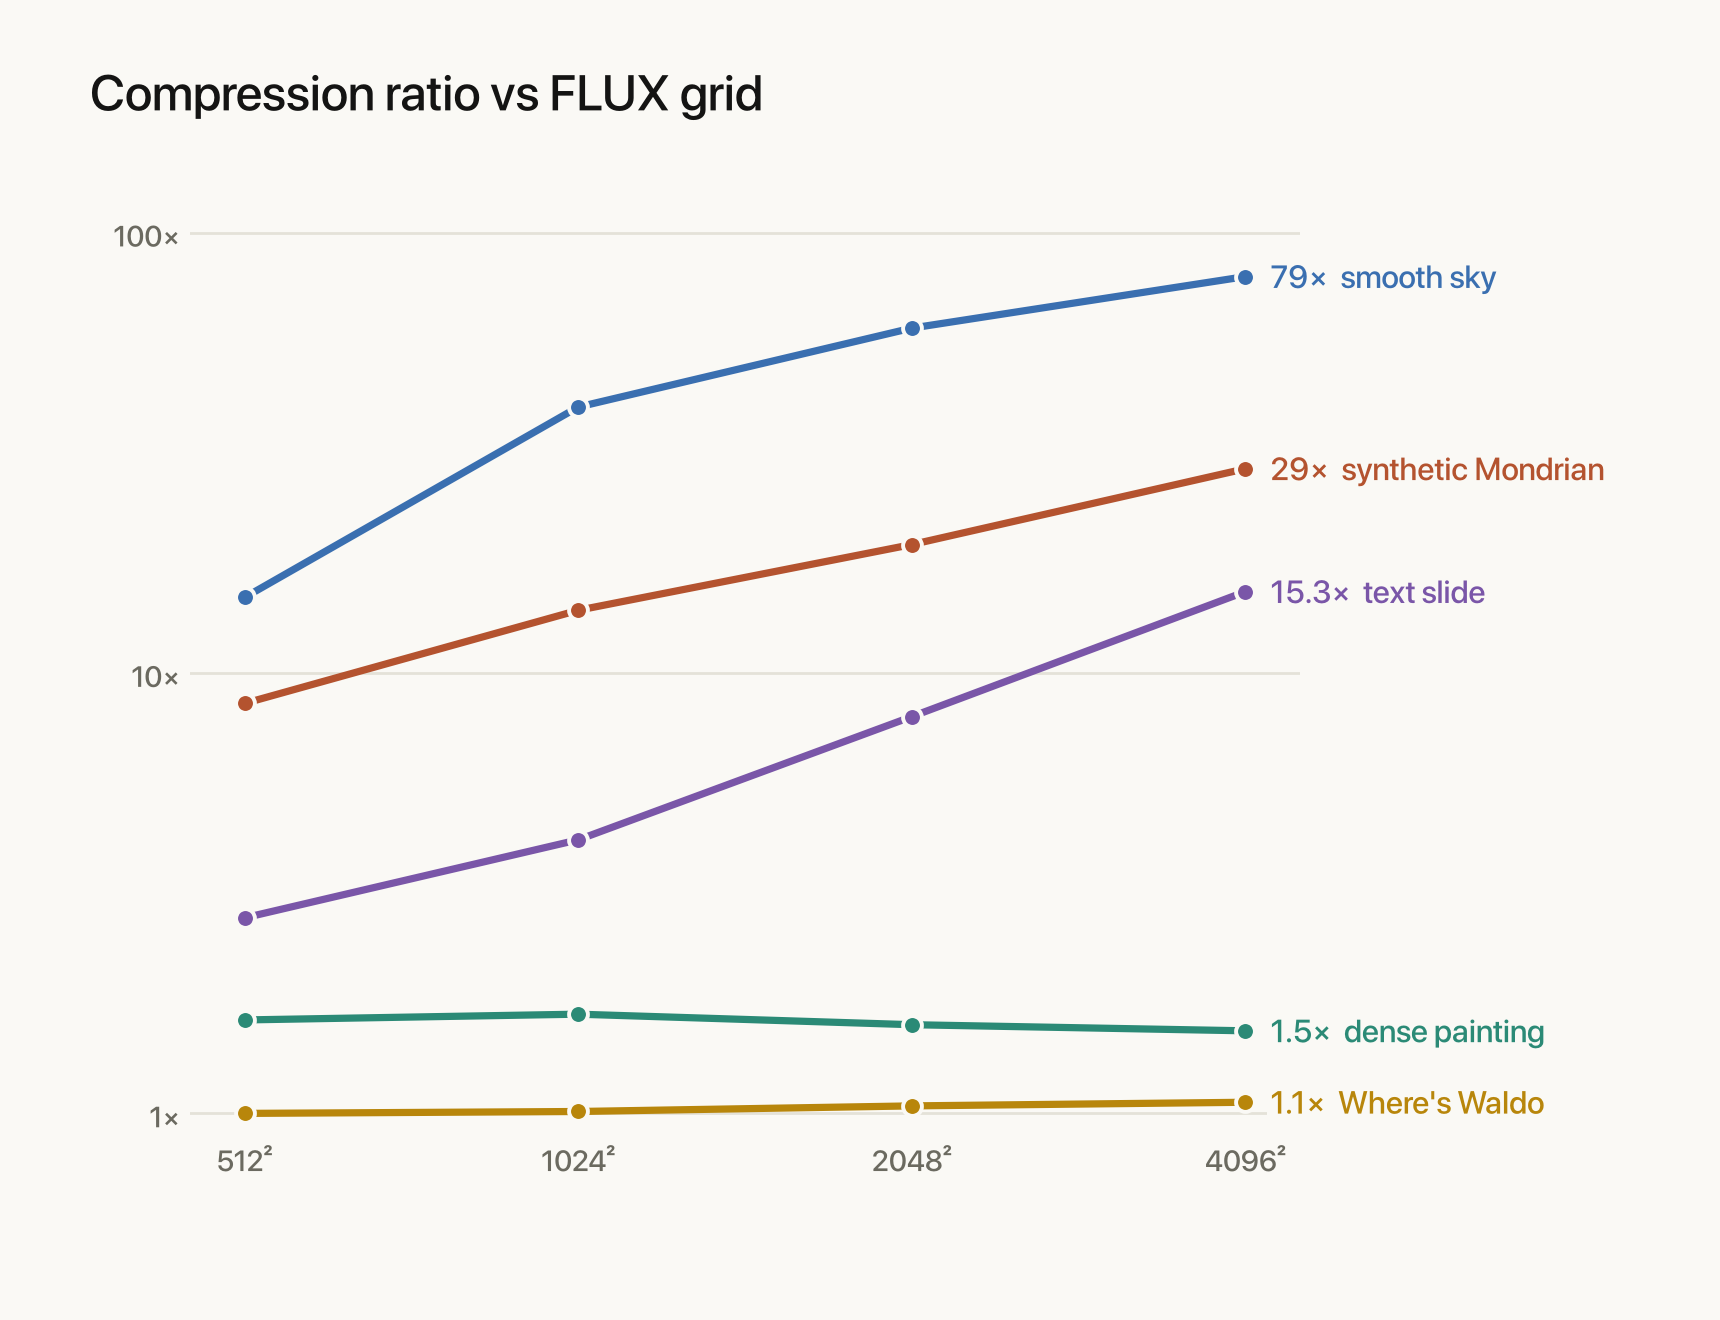 Compression ratio vs FLUX grid
100×
79× smooth sky
29× synthetic Mondrian
15.3× text slide
10×
1.5× dense painting
1.1× Where's Waldo
1×
512² 1024² 2048² 4096²